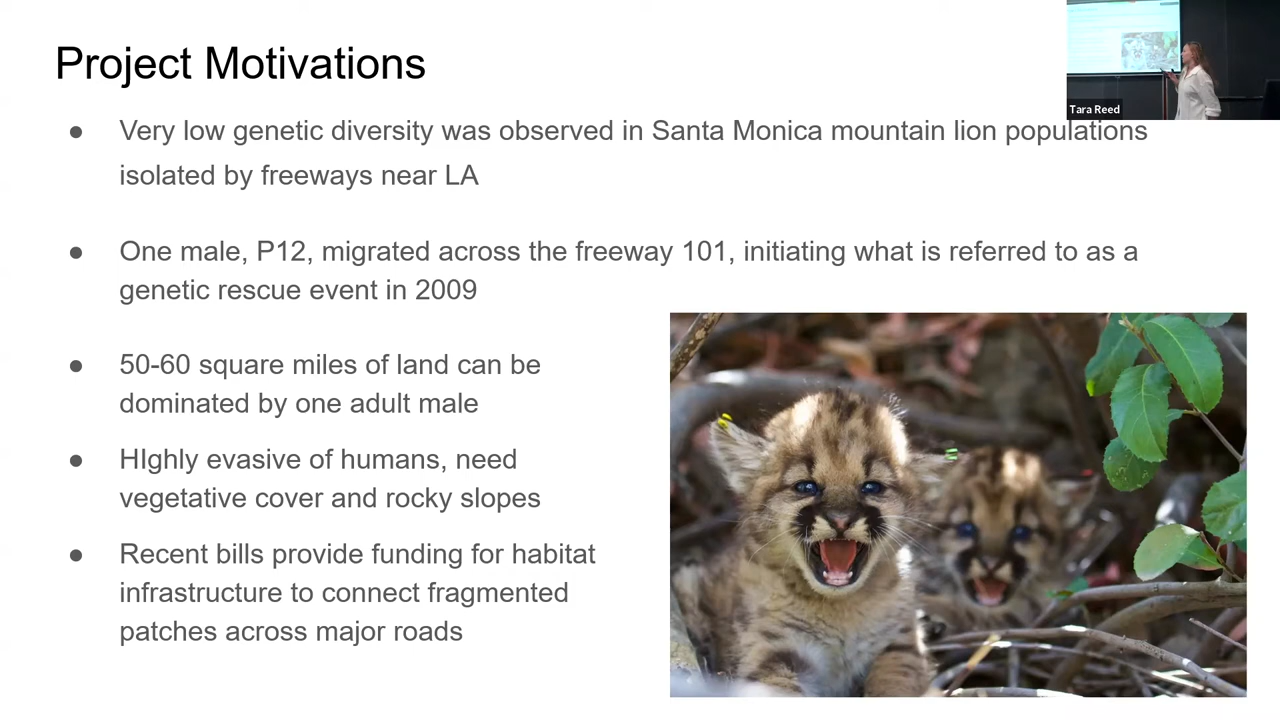 Project Motivations
Tara Reed
● Very low genetic diversity was observed in Santa Monica mountain lion populations
isolated by freeways near LA
● One male, P12, migrated across the freeway 101, initiating what is referred to as a
genetic rescue event in 2009
● 50-60 square miles of land can be
dominated by one adult male
● HIghly evasive of humans, need
vegetative cover and rocky slopes
● Recent bills provide funding for habitat
infrastructure to connect fragmented
patches across major roads